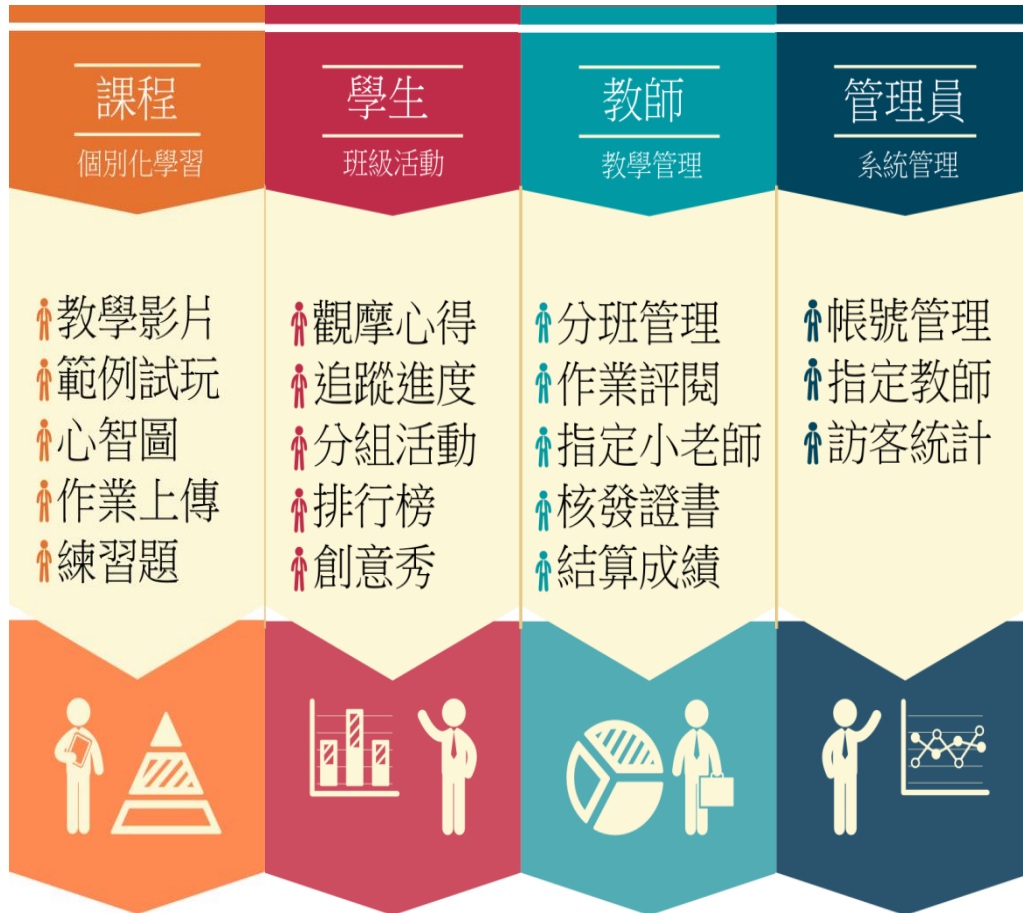 課程
個別化學習
教學影片
範例試玩
心智圖
作業上傳
練習題
學生
班級活動
觀摩心得
追蹤進度
分組活動
排行榜
創意秀
教師
教學管理
分班管理
作業評閱
指定小老師
核發證書
結算成績
管理員
系統管理
帳號管理
指定教師
訪客統計